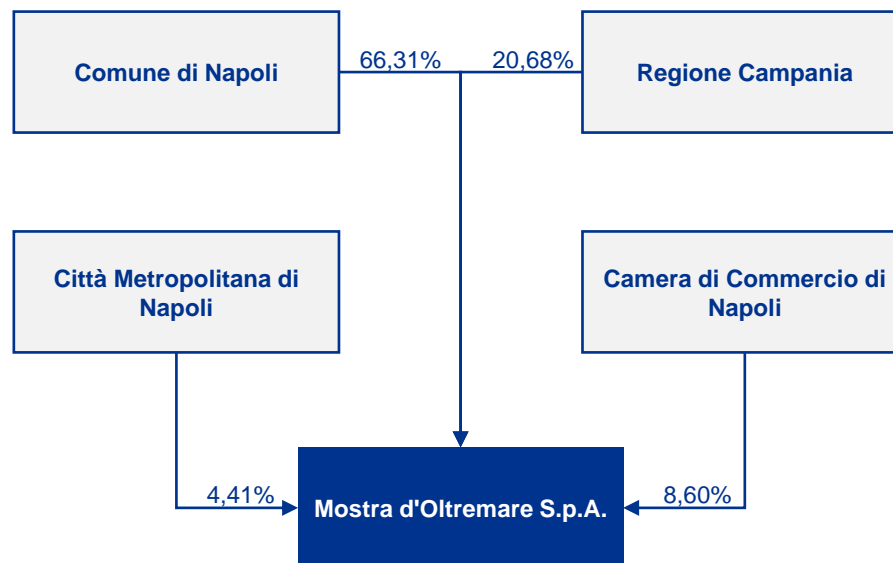 Comune di Napoli
66,31%
20,68%
Regione Campania
Città Metropolitana di
Napoli
Camera di Commercio di
Napoli
4,41%
Mostra d'Oltremare S.p.A.
8,60%